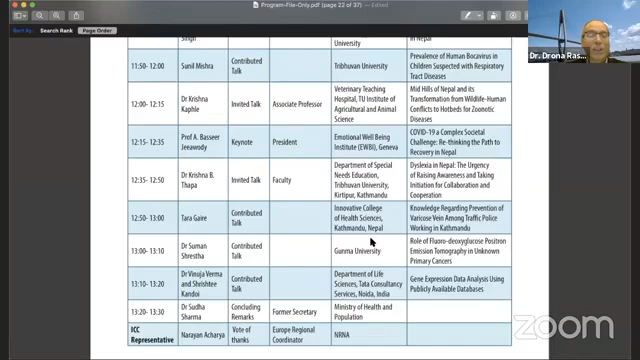 Program-File-Only.pdf (page 22 of 37)
Sort by: Search Rank Page Order
Singh University in Nepal
11:50- 12:00 Sunil Mishra Contributed Talk Tribhuvan University Prevalence of Human Bocavirus in
Children Suspected with Respiratory
Tract Diseases
12:00- 12:15 Dr Krishna Kaphle Invited Talk Associate Professor Veterinary Teaching
Hospital, TU Institute of
Agricultural and Animal
Science
Mid Hills of Nepal and its
Transformation from Wildlife-Human
Conflicts to Hotbeds for Zoonotic
Diseases
12:15- 12:35 Prof A. Basseer Jeeawody Keynote President Emotional Well Being
Institute (EWBI), Geneva
COVID-19 a Complex Societal
Challenge: Re-thinking the Path to
Recovery in Nepal
12:35- 12:50 Dr Krishna B. Thapa Invited Talk Faculty Department of Special
Needs Education,
Tribhuvan University,
Kirtipur, Kathmandu
Dyslexia in Nepal: The Urgency
of Raising Awareness and Taking
Initiation for Collaboration and
Cooperation
12:50- 13:00 Tara Gaire Contributed Talk Innovative College
of Health Sciences,
Kathmandu, Nepal
Knowledge Regarding Prevention of
Varicose Vein Among Traffic Police
Working in Kathmandu
13:00- 13:10 Dr Suman Shrestha Contributed Talk Gunma University Role of Fluoro-deoxyglucose Positron
Emission Tomography in Unknown
Primary Cancers
13:10- 13:20 Dr Vinuja Verma and Shrishtee Kandoi Contributed Talk Department of Life
Sciences, Tata Consultancy
Services, Noida, India
Gene Expression Data Analysis Using
Publicly Available Databases
13:20- 13:30 Dr Sudha Sharma Concluding Remarks Former Secretary Ministry of Health and
Population
ICC Representative Narayan Acharya Vote of thanks Europe Regional Coordinator NRNA
Dr. Drona Ras...
zoom